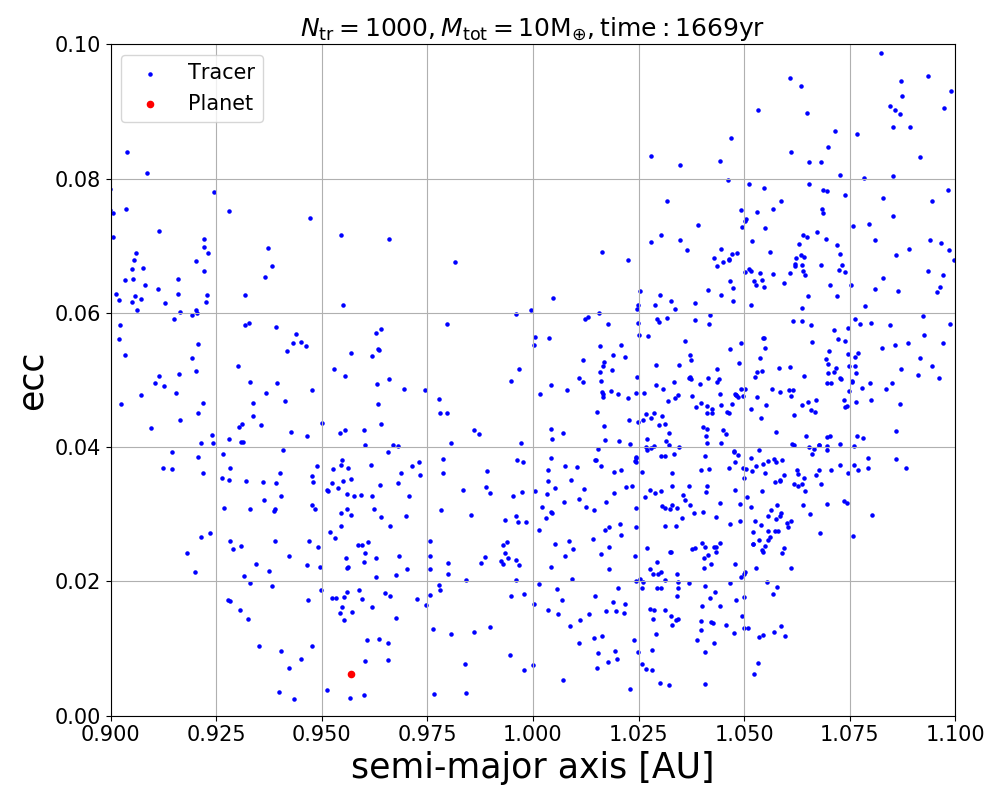 N_tr = 1000, M_tot = 10M_⊕, time : 1669yr
Tracer
Planet
0.10
0.08
0.06
0.04
0.02
0.00
ecc
0.900 0.925 0.950 0.975 1.000 1.025 1.050 1.075 1.100
semi-major axis [AU]